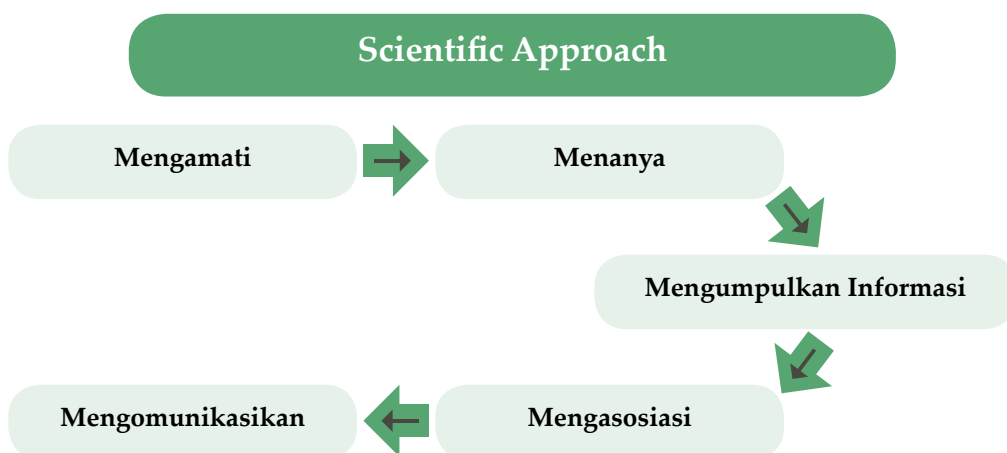 Scientific Approach
Mengamati
Menanya
Mengumpulkan Informasi
Mengasosiasi
Mengomunikasikan